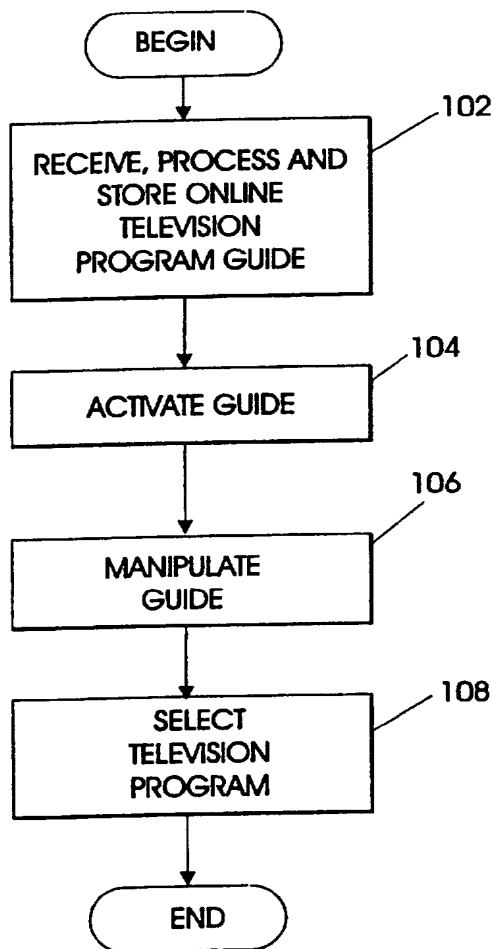 BEGIN
102
RECEIVE, PROCESS AND
STORE ONLINE
TELEVISION
PROGRAM GUIDE
104
ACTIVATE GUIDE
106
MANIPULATE
GUIDE
108
SELECT
TELEVISION
PROGRAM
END